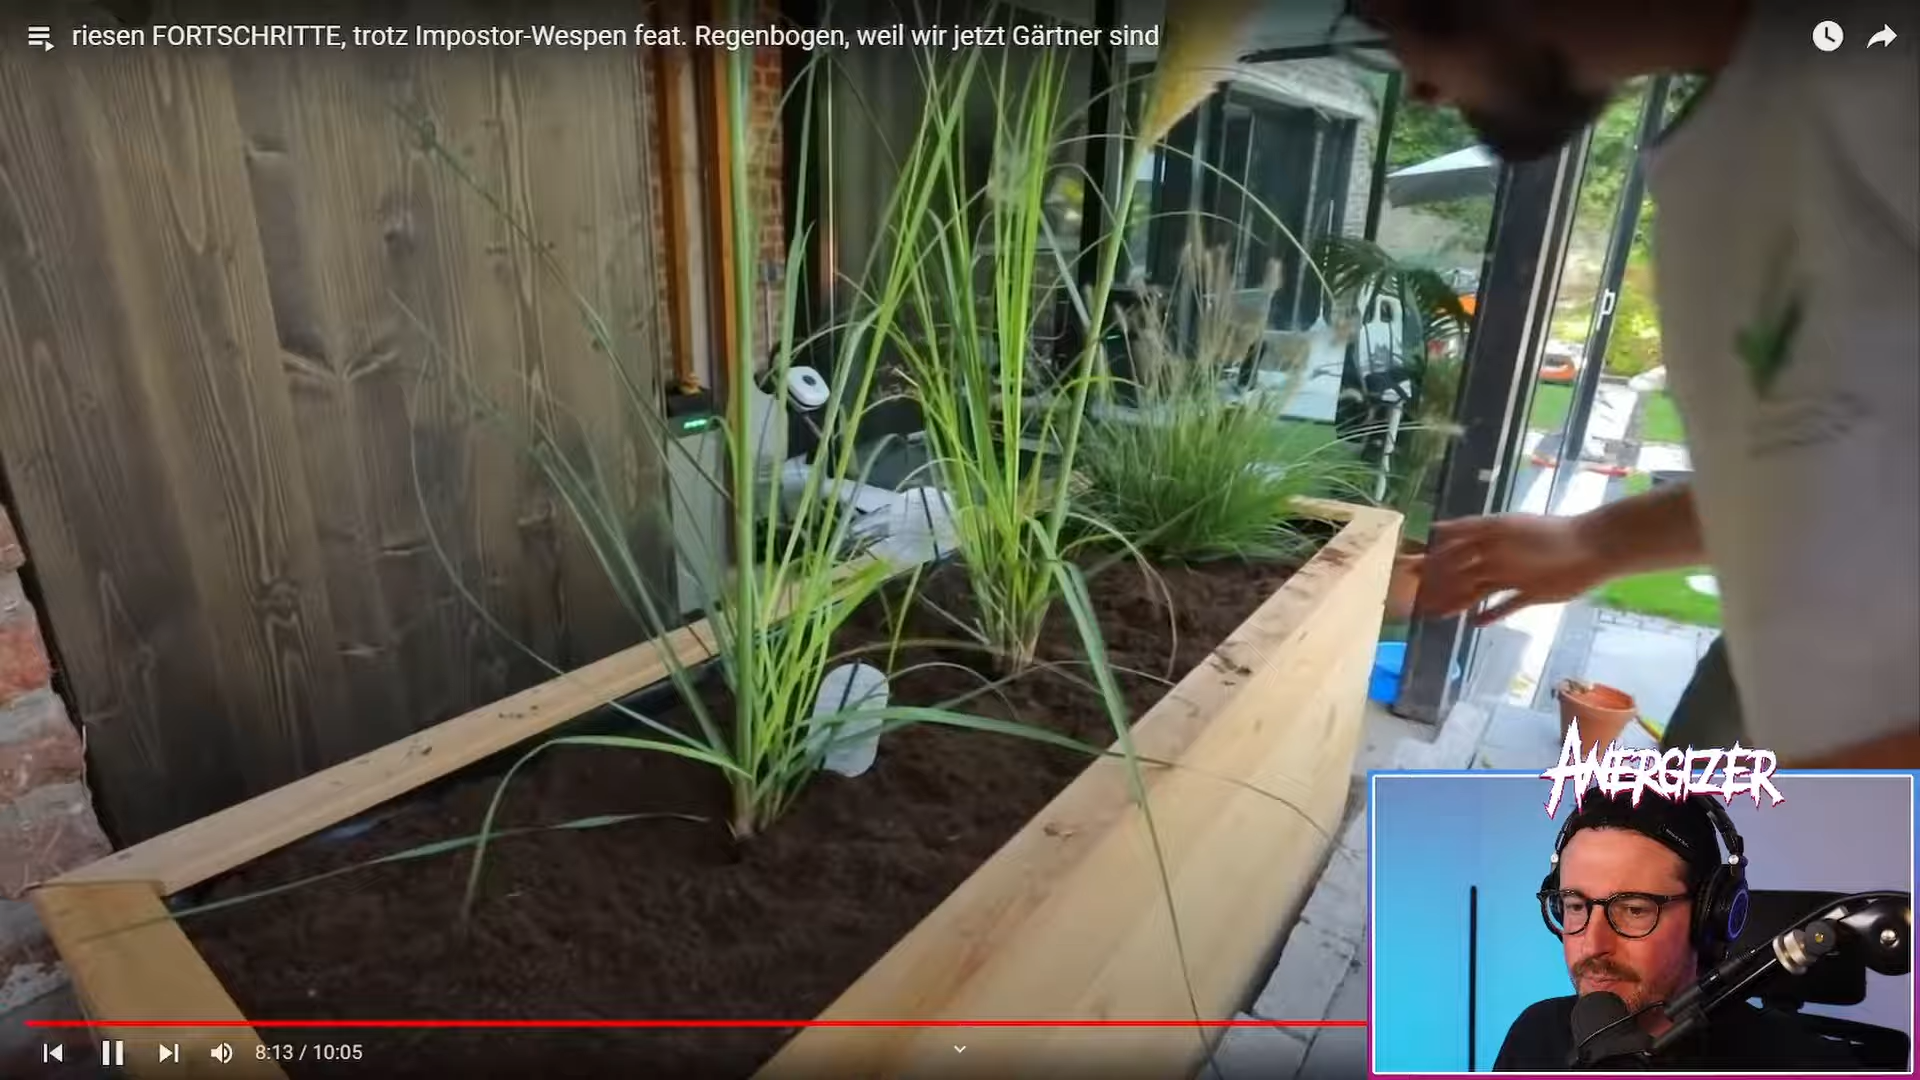 riesen FORTSCHRITTE, trotz Impostor-Wespen feat. Regenbogen, weil wir jetzt Gärtner sind
ANERGIZER
8:13 / 10:05